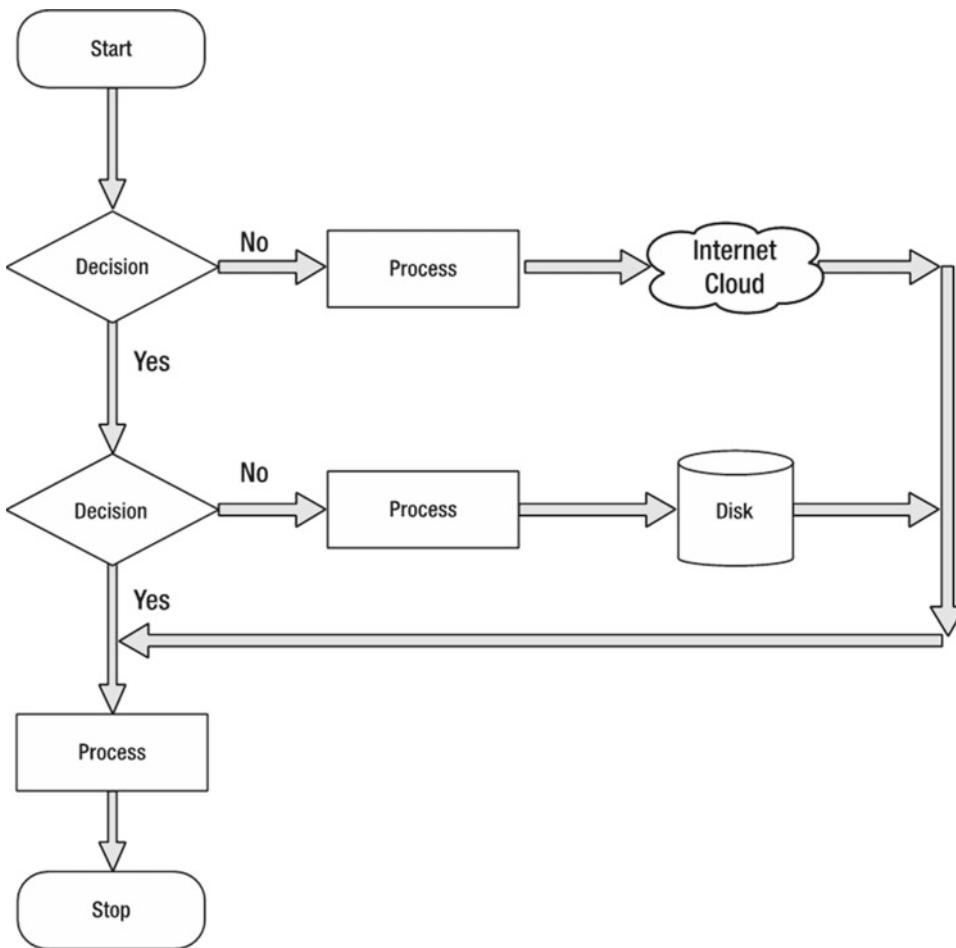 Start
Decision
No
Process
Internet
Cloud
Yes
Decision
No
Process
Disk
Yes
Process
Stop